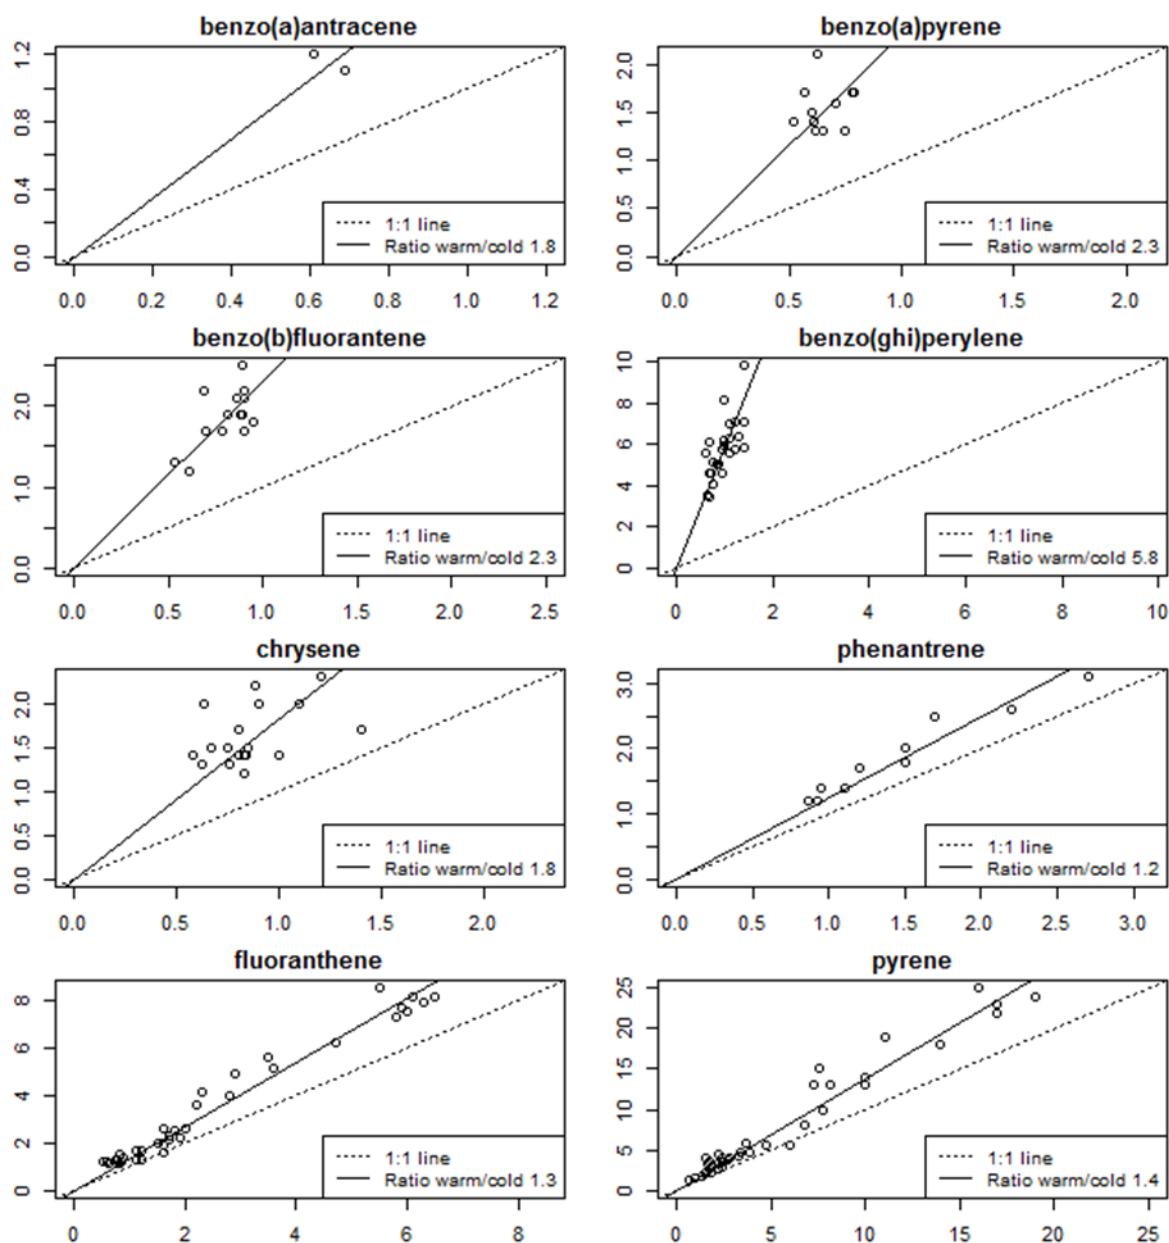 benzo(a)antracene
0.0 0.4 0.8 1.2
0.0 0.2 0.4 0.6 0.8 1.0 1.2
1:1 line
Ratio warm/cold 1.8
benzo(a)pyrene
0.0 0.5 1.0 1.5 2.0
0.0 0.5 1.0 1.5 2.0
1:1 line
Ratio warm/cold 2.3
benzo(b)fluorantene
0.0 1.0 2.0
0.0 0.5 1.0 1.5 2.0 2.5
1:1 line
Ratio warm/cold 2.3
benzo(ghi)perylene
0 2 4 6 8 10
0 2 4 6 8 10
1:1 line
Ratio warm/cold 5.8
chrysene
0.0 0.5 1.0 1.5 2.0
0.0 0.5 1.0 1.5 2.0
1:1 line
Ratio warm/cold 1.8
phenantrene
0.0 1.0 2.0 3.0
0.0 0.5 1.0 1.5 2.0 2.5 3.0
1:1 line
Ratio warm/cold 1.2
fluoranthene
0 2 4 6 8
0 2 4 6 8
1:1 line
Ratio warm/cold 1.3
pyrene
0 5 10 15 20 25
0 5 10 15 20 25
1:1 line
Ratio warm/cold 1.4